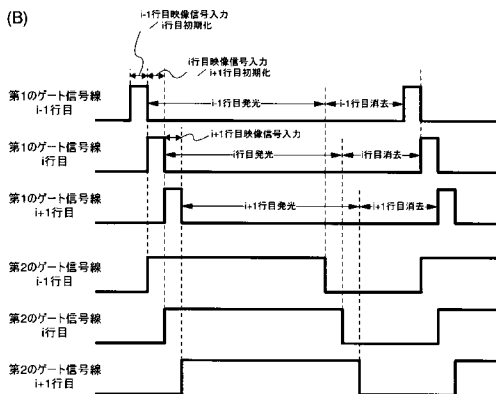 (B)
i-1行目映像信号入力
/ i行目初期化
i行目映像信号入力
/ i+1行目初期化
第1のゲート信号線
i-1行目
i-1行目発光
i-1行目消去
i+1行目映像信号入力
第1のゲート信号線
i行目
i行目発光
i行目消去
第1のゲート信号線
i+1行目
i+1行目発光
i+1行目消去
第2のゲート信号線
i-1行目
第2のゲート信号線
i行目
第2のゲート信号線
i+1行目